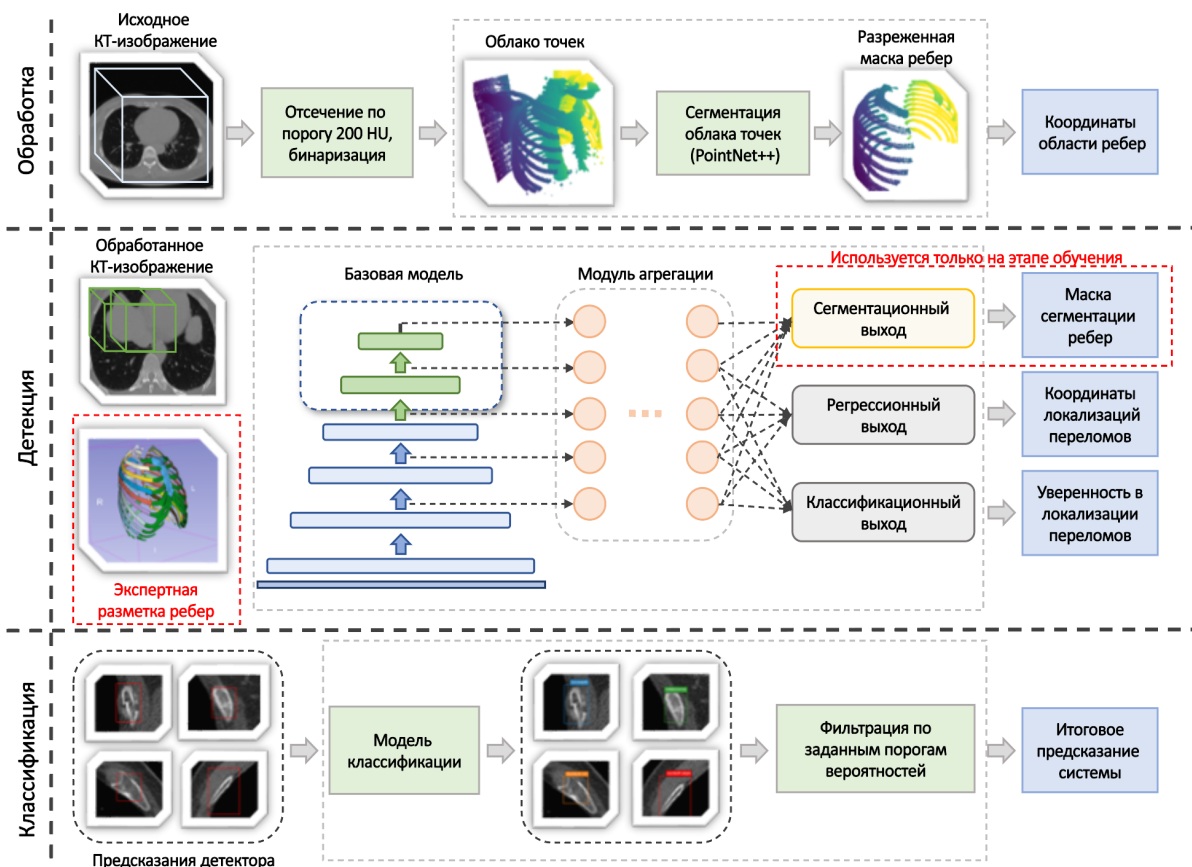 Обработка
Исходное
КТ-изображение
Отсечение по
порогу 200 HU,
бинаризация
Облако точек
Сегментация
облака точек
(PointNet++)
Разреженная
маска ребер
Координаты
области ребер
Детекция
Обработанное
КТ-изображение
Экспертная
разметка ребер
Базовая модель
Модуль агрегации
Используется только на этапе обучения
Сегментационный
выход
Маска
сегментации
ребер
Регрессионный
выход
Координаты
локализаций
переломов
Классификационный
выход
Уверенность в
локализации
переломов
Классификация
Предсказания детектора
Модель
классификации
Фильтрация по
заданным порогам
вероятностей
Итоговое
предсказание
системы